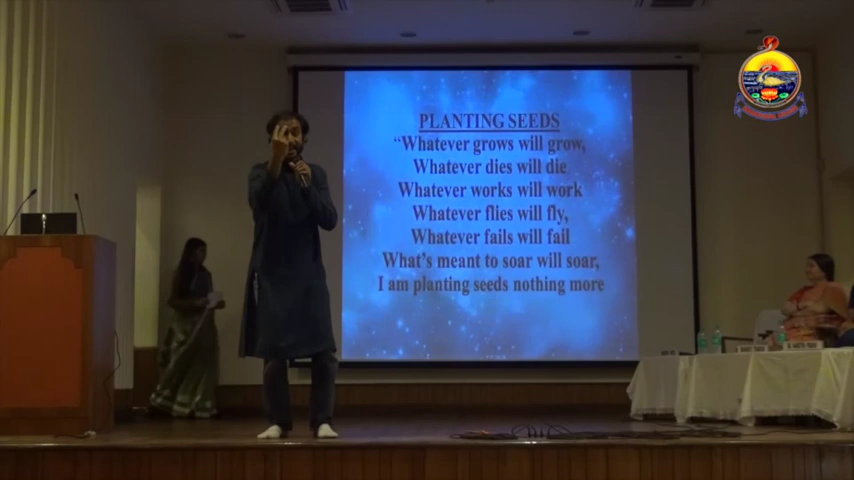 PLANTING SEEDS
“Whatever grows will grow,
Whatever dies will die
Whatever works will work
Whatever flies will fly,
Whatever fails will fail
What's meant to soar will soar,
I am planting seeds nothing more